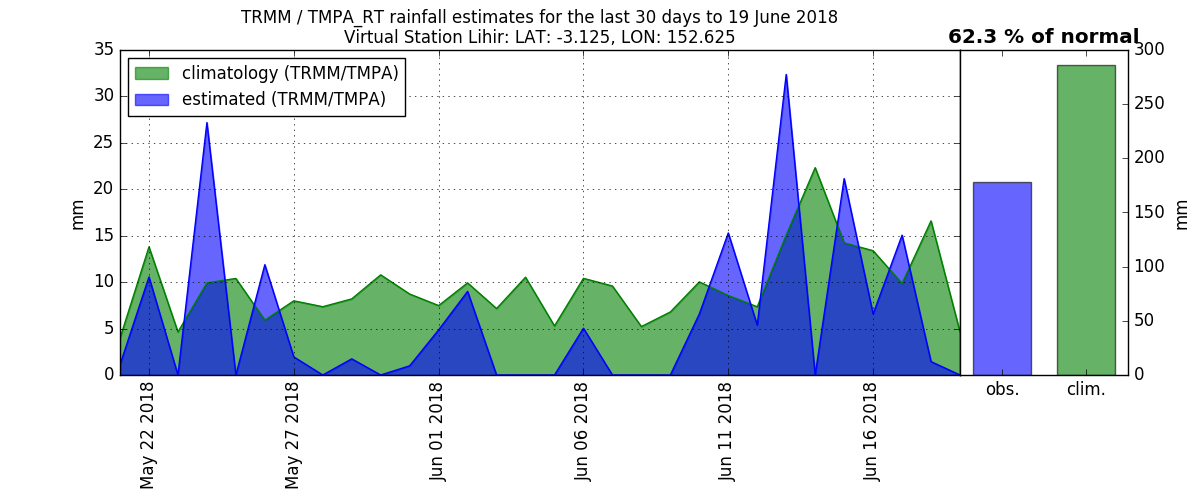 TRMM / TMPA_RT rainfall estimates for the last 30 days to 19 June 2018
Virtual Station Lihir: LAT: -3.125, LON: 152.625
62.3 % of normal
climatology (TRMM/TMPA)
estimated (TRMM/TMPA)
35
30
25
20
15
10
5
0
mm
May 22 2018
May 27 2018
Jun 01 2018
Jun 06 2018
Jun 11 2018
Jun 16 2018
300
250
200
150
100
50
0
mm
obs.
clim.